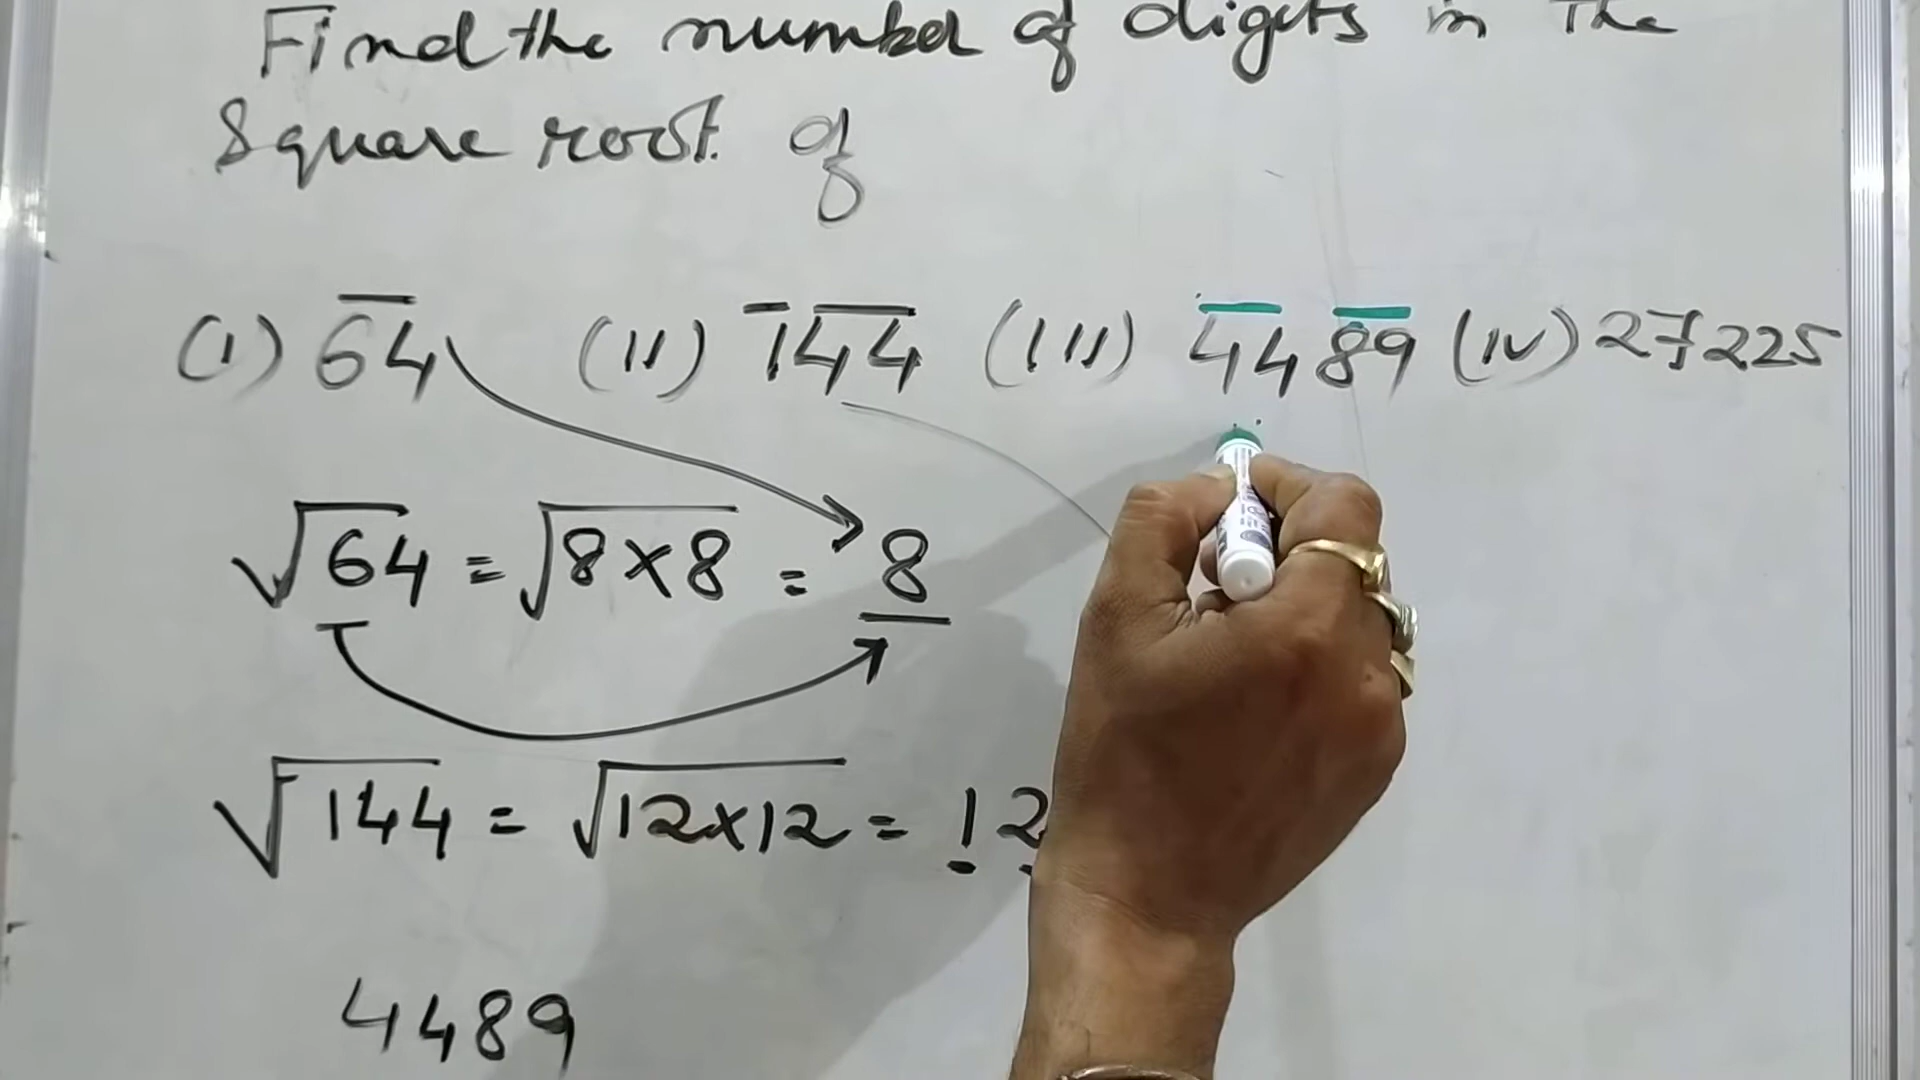 Find the number of digits in The
Square root of
(I) 64 (II) 144 (III) 4489 (IV) 27225
√64 = √8×8 = 8
√144 = √12×12 = 12
4489